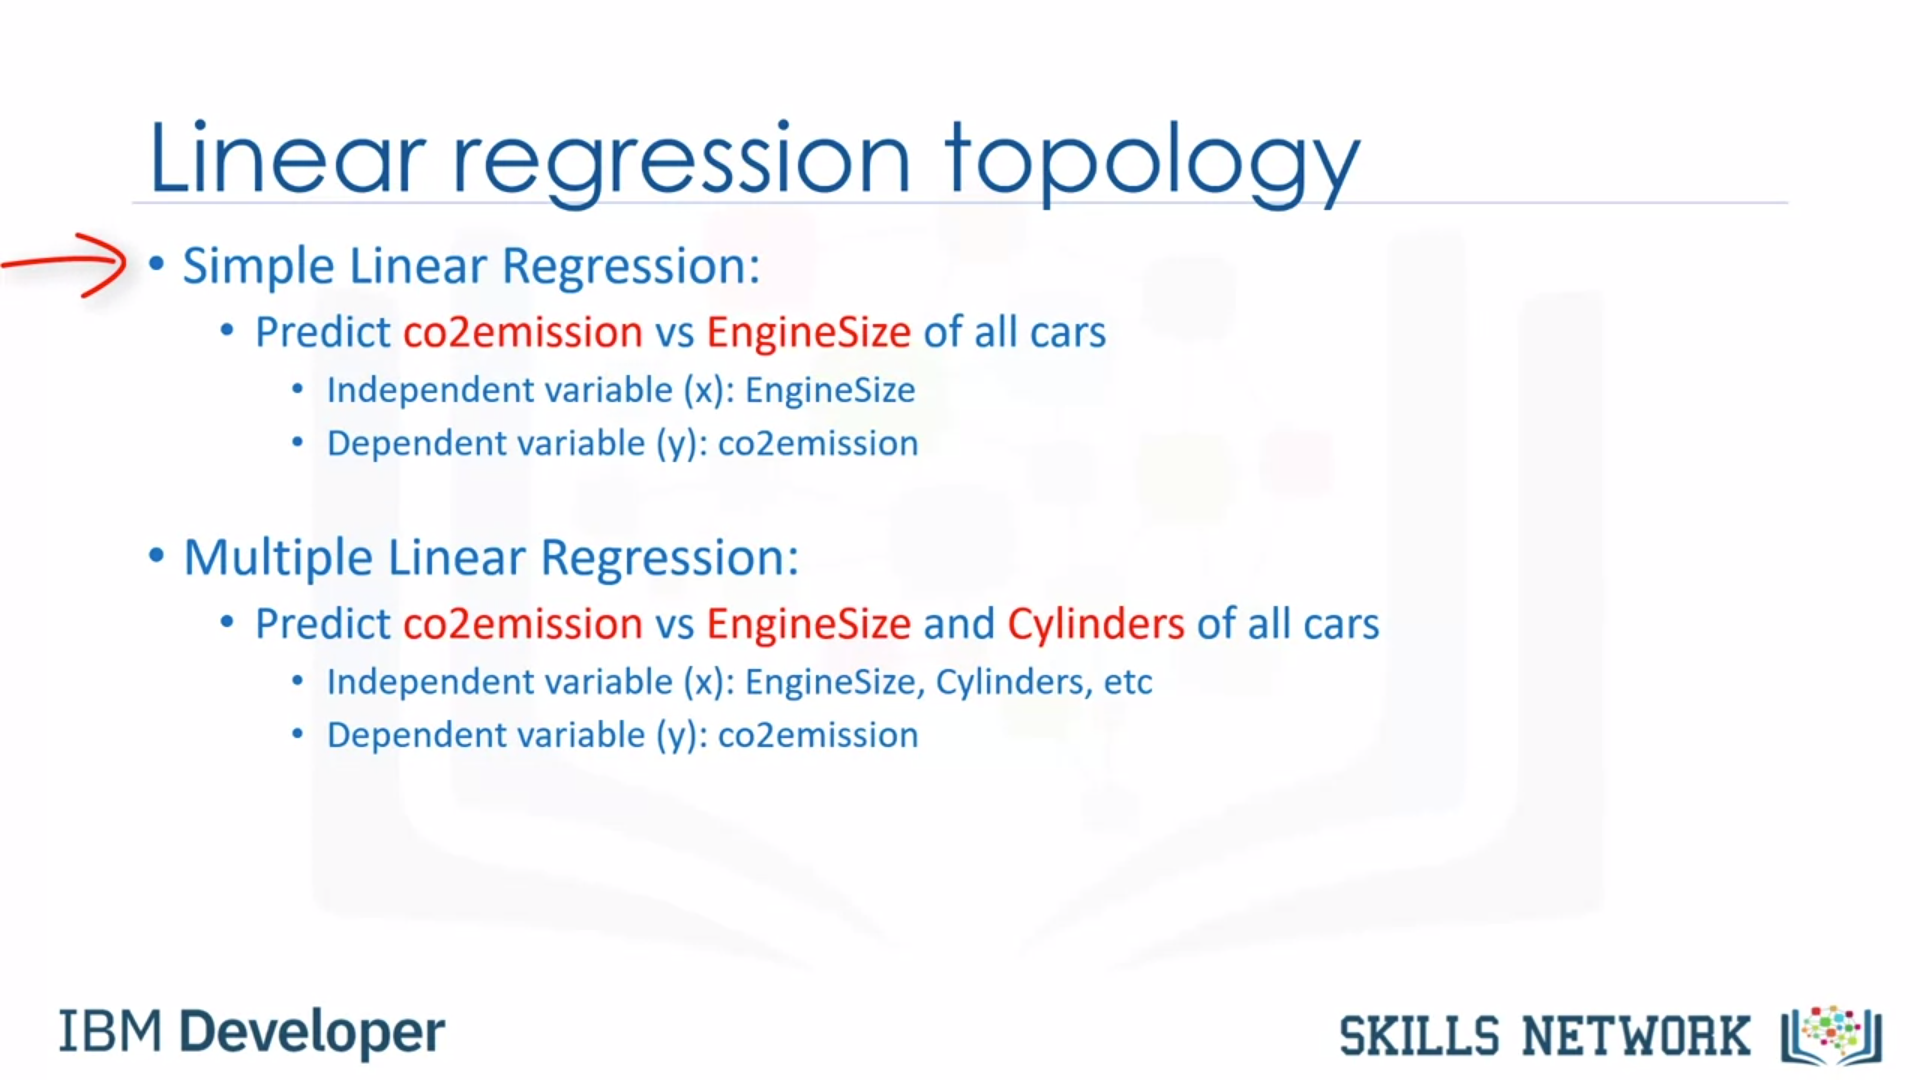 Linear regression topology
• Simple Linear Regression:
• Predict co2emission vs EngineSize of all cars
• Independent variable (x): EngineSize
• Dependent variable (y): co2emission
• Multiple Linear Regression:
• Predict co2emission vs EngineSize and Cylinders of all cars
• Independent variable (x): EngineSize, Cylinders, etc
• Dependent variable (y): co2emission
IBM Developer
SKILLS NETWORK